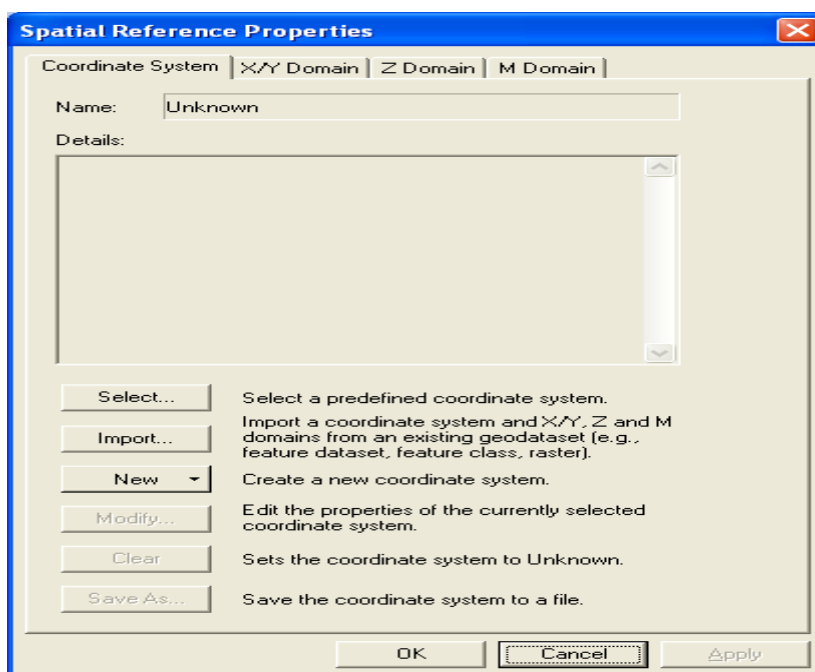 Spatial Reference Properties
Coordinate System X/Y Domain Z Domain M Domain
Name: Unknown
Details:
Select... Select a predefined coordinate system.
Import... Import a coordinate system and X/Y, Z and M
domains from an existing geodataset (e.g.,
feature dataset, feature class, raster).
New Create a new coordinate system.
Modify... Edit the properties of the currently selected
coordinate system.
Clear Sets the coordinate system to Unknown.
Save As... Save the coordinate system to a file.
OK Cancel Apply